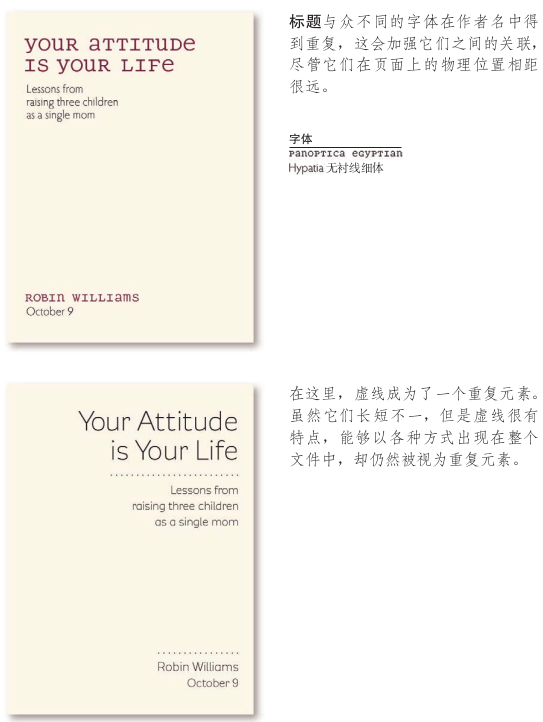 your attitude
is your life
Lessons from
raising three children
as a single mom
Robin Williams
October 9
标题与众不同的字体在作者名中得
到重复，这会加强它们之间的关联，
尽管它们在页面上的物理位置相距
很远。
字体
Panoptica Egyptian
Hypatia 无衬线细体
Your Attitude
is Your Life
Lessons from
raising three children
as a single mom
Robin Williams
October 9
在这里，虚线成为了一个重复元素。
虽然它们长短不一，但是虚线很有
特点，能够以各种方式出现在整个
文件中，却仍然被视为重复元素。